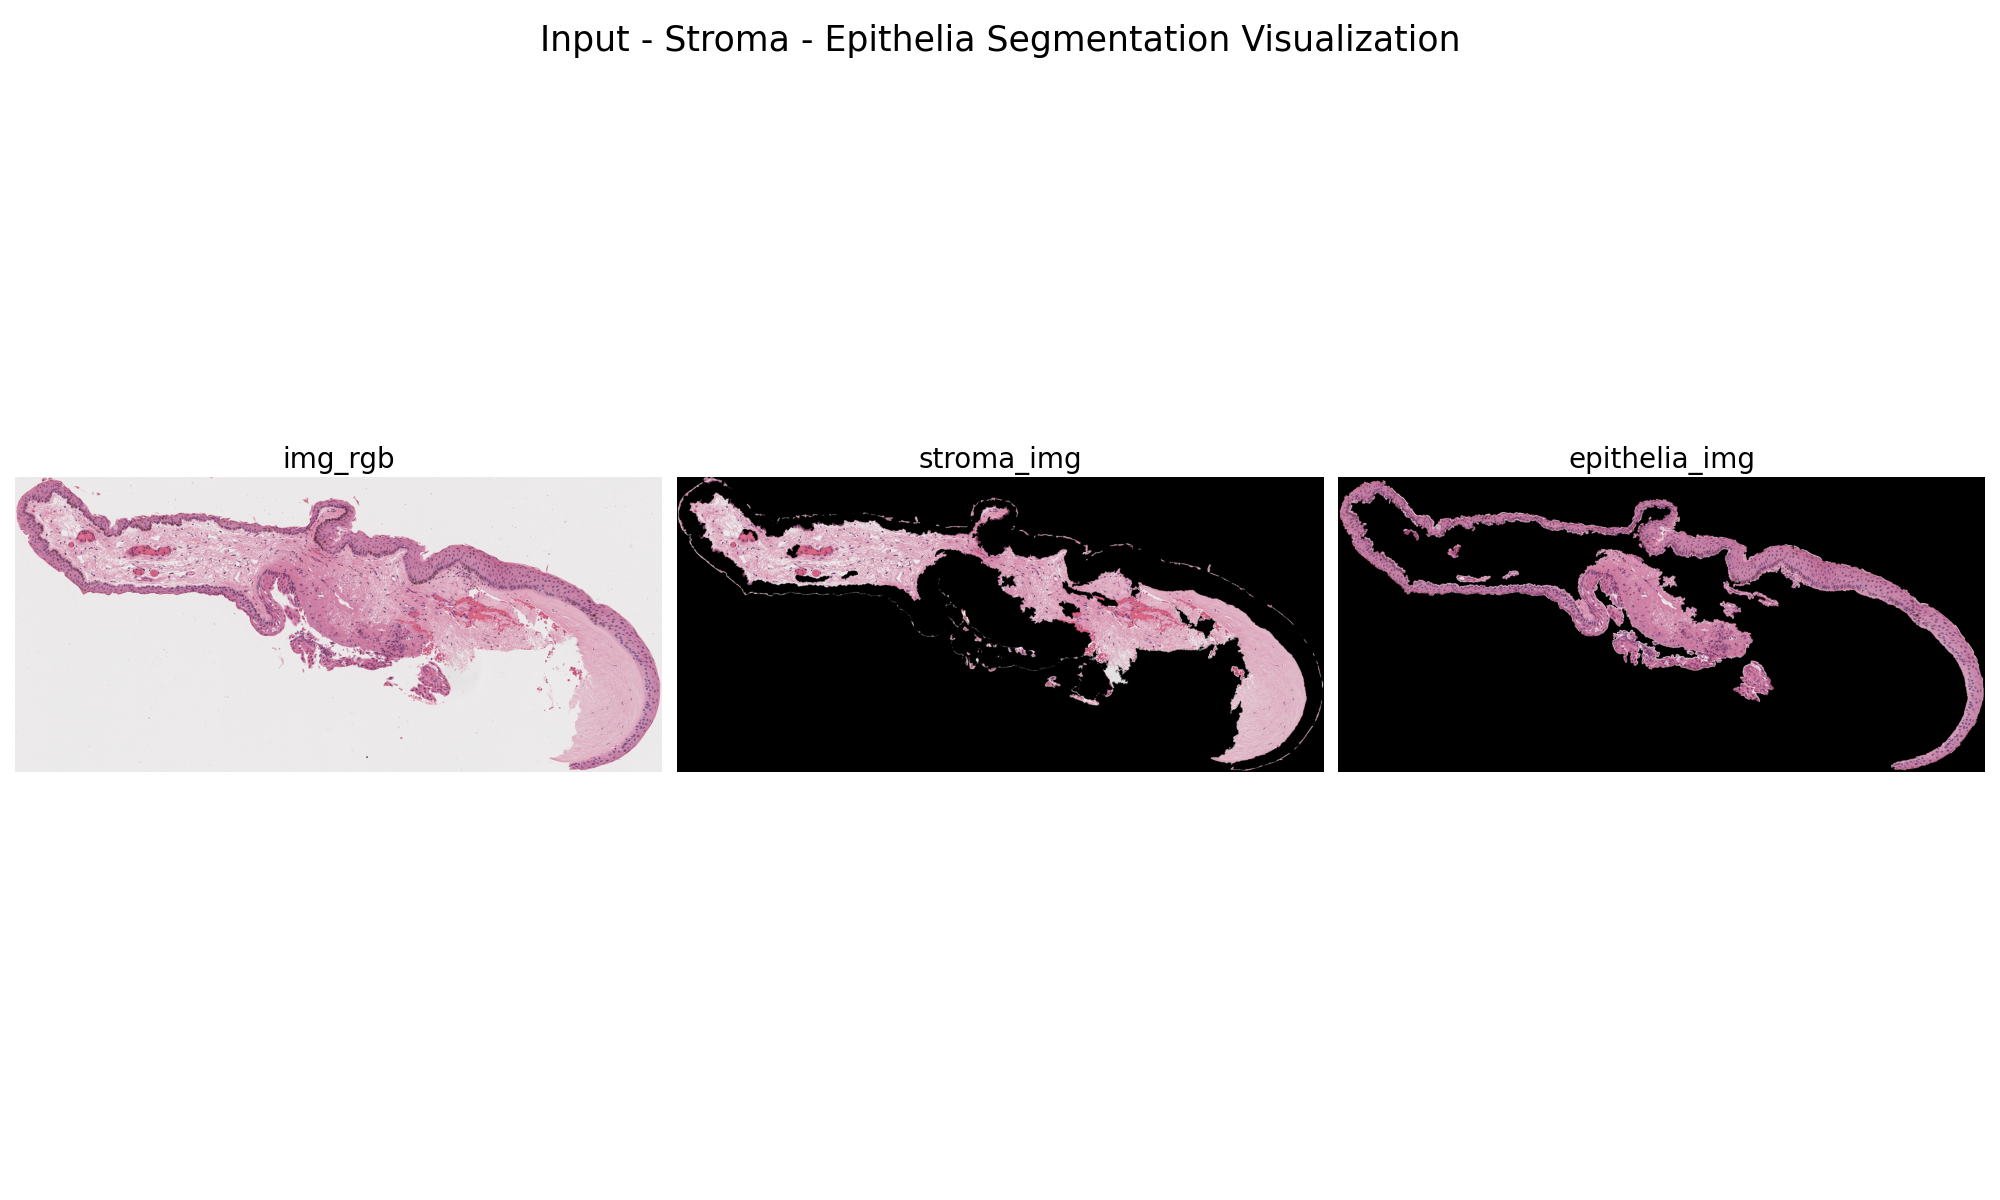 Input - Stroma - Epithelia Segmentation Visualization
img_rgb
stroma_img
epithelia_img